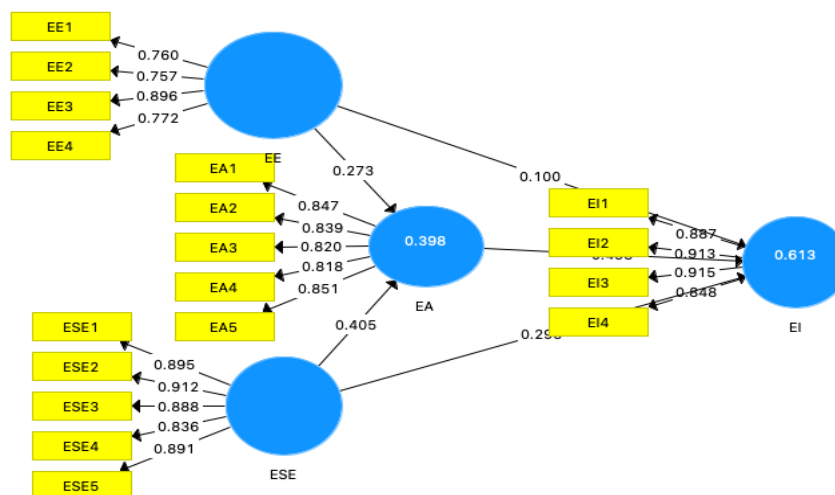 EE1
0.760
EE2
0.757
EE3
0.896
EE4
0.772
EE
EA1
0.273
0.100
0.847
EA2
0.839
EA3
0.820
EA4
0.818
EA5
0.851
0.398
EA
EI1
0.887
EI2
0.913
EI3
0.915
EI4
0.848
0.613
EI
ESE1
0.895
ESE2
0.912
ESE3
0.888
ESE4
0.836
ESE5
0.891
0.405
ESE